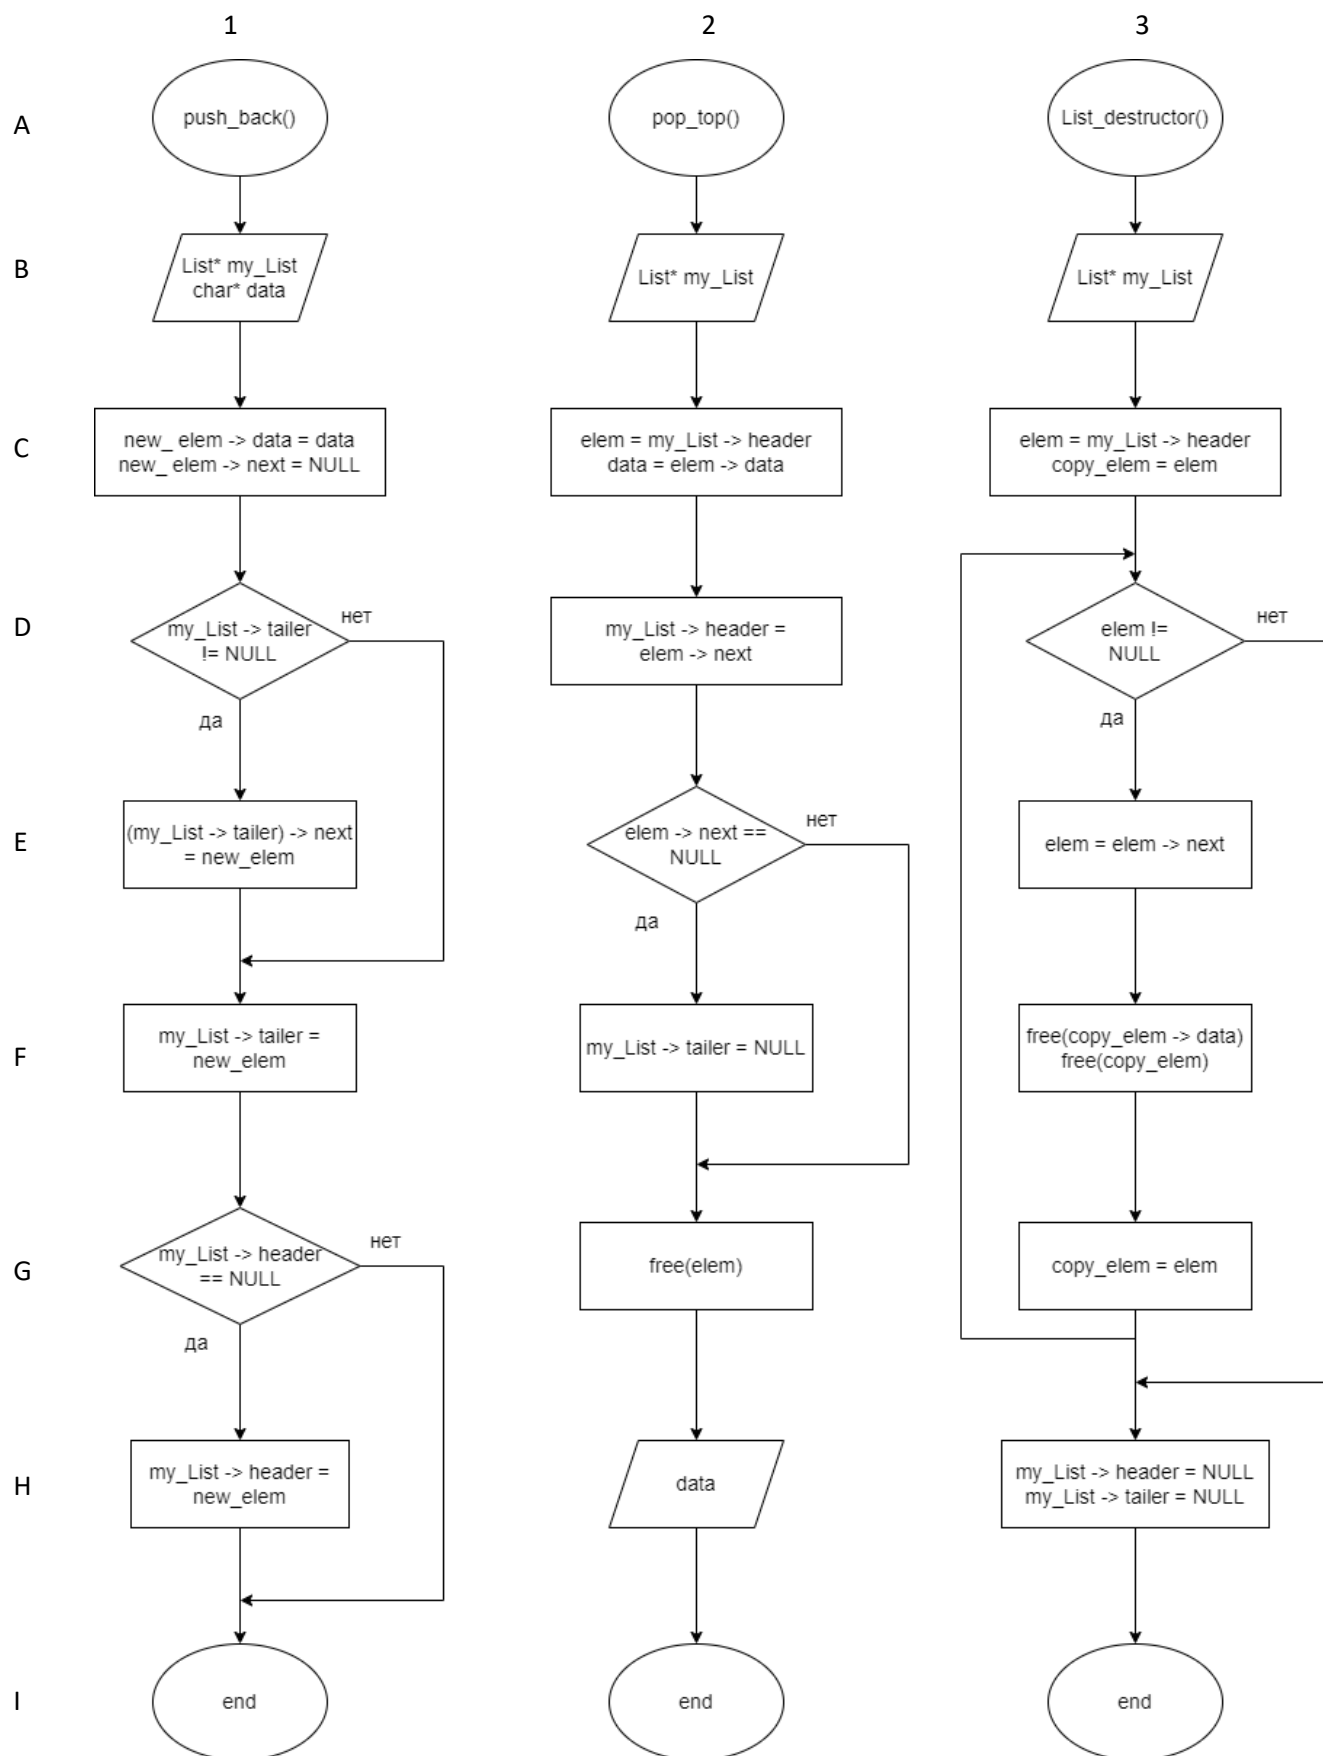 1
2
3
A
push_back()
pop_top()
List_destructor()
B
List* my_List
char* data
List* my_List
List* my_List
C
new_ elem -> data = data
new_ elem -> next = NULL
elem = my_List -> header
data = elem -> data
elem = my_List -> header
copy_elem = elem
D
my_List -> tailer
!= NULL
нет
да
my_List -> header =
elem -> next
elem !=
NULL
нет
да
E
(my_List -> tailer) -> next
= new_elem
elem -> next ==
NULL
нет
да
elem = elem -> next
F
my_List -> tailer =
new_elem
my_List -> tailer = NULL
free(copy_elem -> data)
free(copy_elem)
G
my_List -> header
== NULL
нет
да
free(elem)
copy_elem = elem
H
my_List -> header =
new_elem
data
my_List -> header = NULL
my_List -> tailer = NULL
I
end
end
end